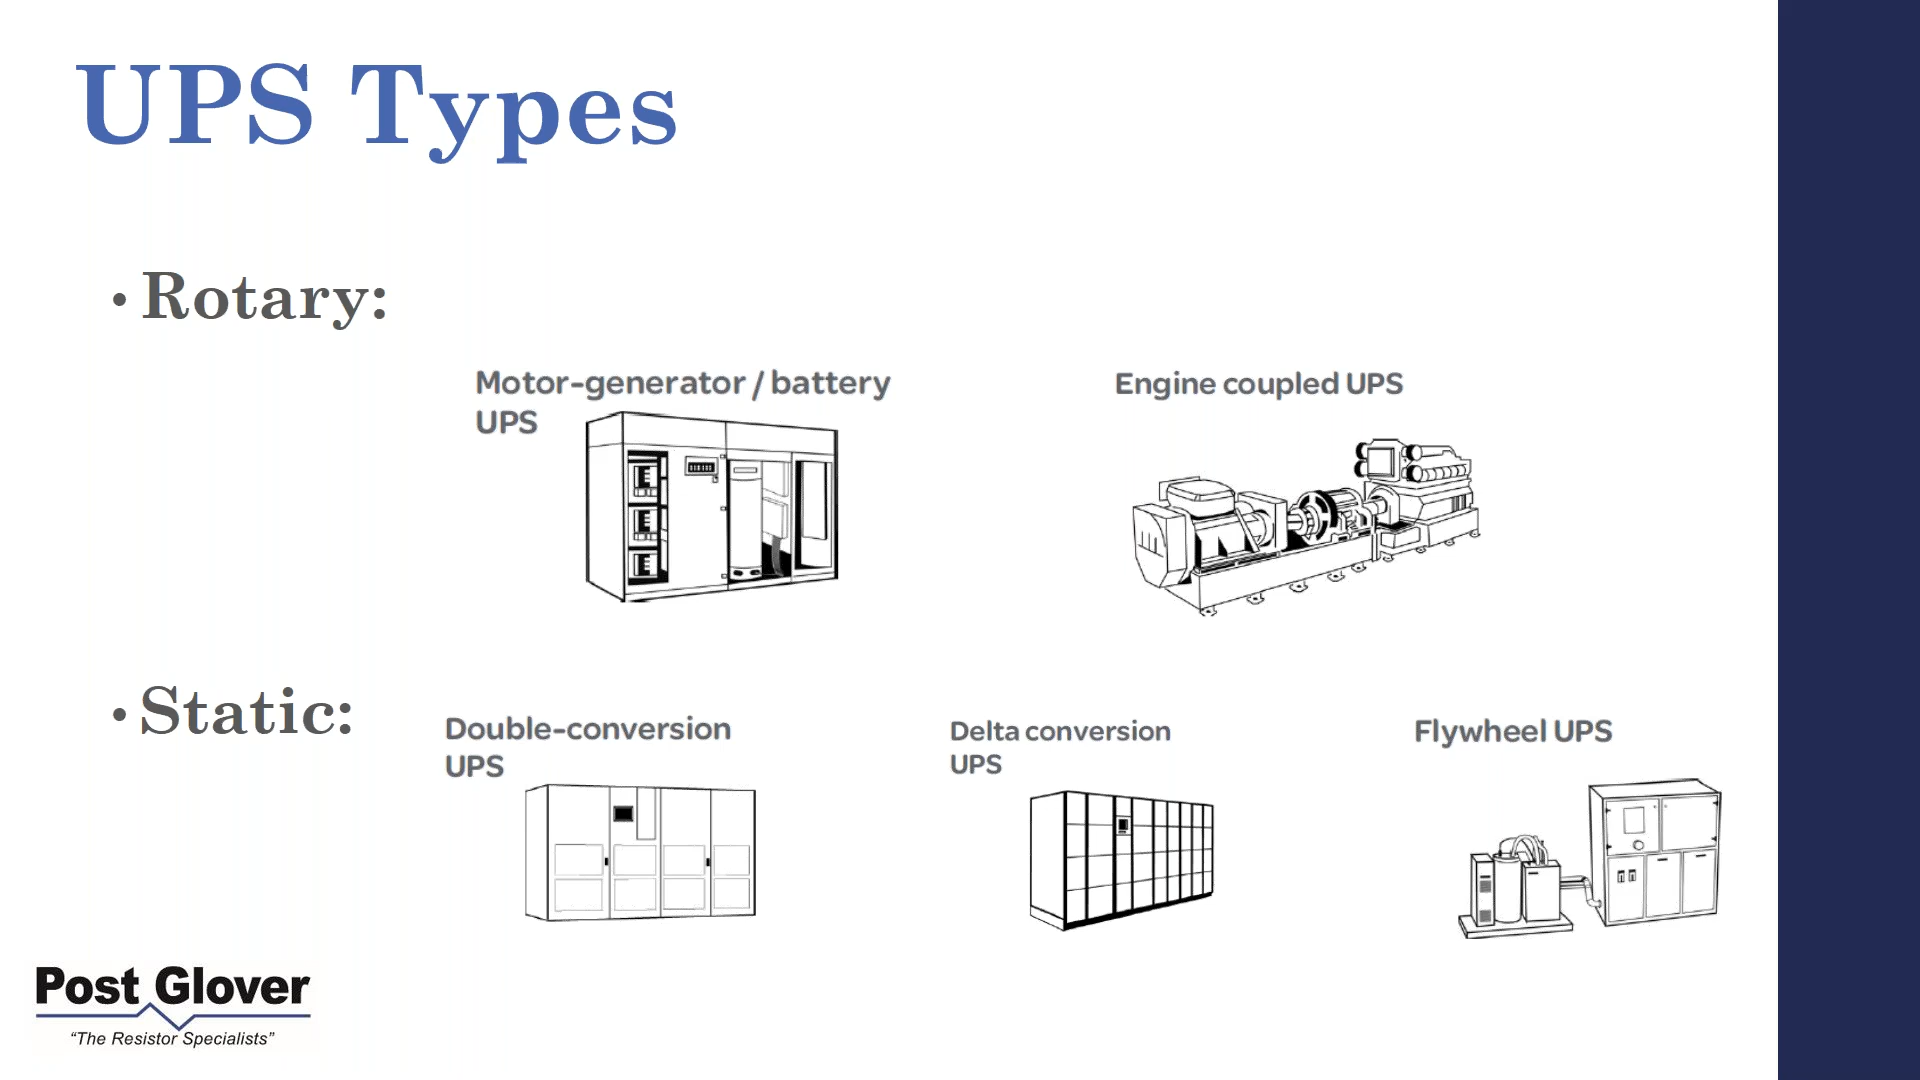 UPS Types
• Rotary:
Motor-generator / battery
UPS
Engine coupled UPS
• Static:
Double-conversion
UPS
Delta conversion
UPS
Flywheel UPS
Post Glover
“The Resistor Specialists”